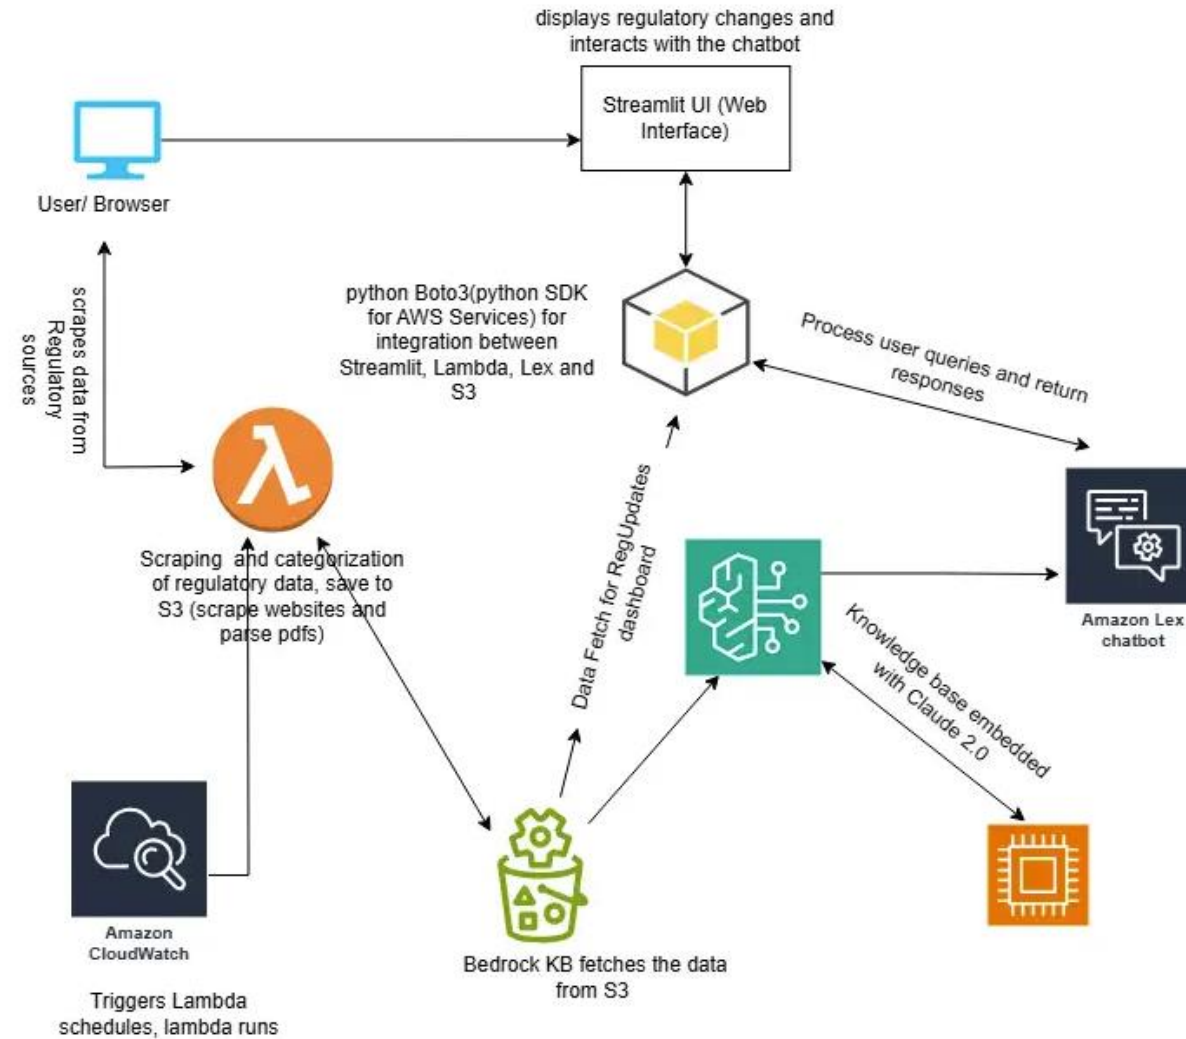 displays regulatory changes and
interacts with the chatbot
Streamlit UI (Web
Interface)
User/ Browser
scrapes data from
Regulatory
sources
python Boto3(python SDK
for AWS Services) for
integration between
Streamlit, Lambda, Lex and
S3
Process user queries and return
responses
Scraping and categorization
of regulatory data, save to
S3 (scrape websites and
parse pdfs)
Data Fetch for RegUpdates
dashboard
Amazon Lex
chatbot
Knowledge base embedded
with Claude 2.0
Amazon
CloudWatch
Triggers Lambda
schedules, lambda runs
Bedrock KB fetches the data
from S3